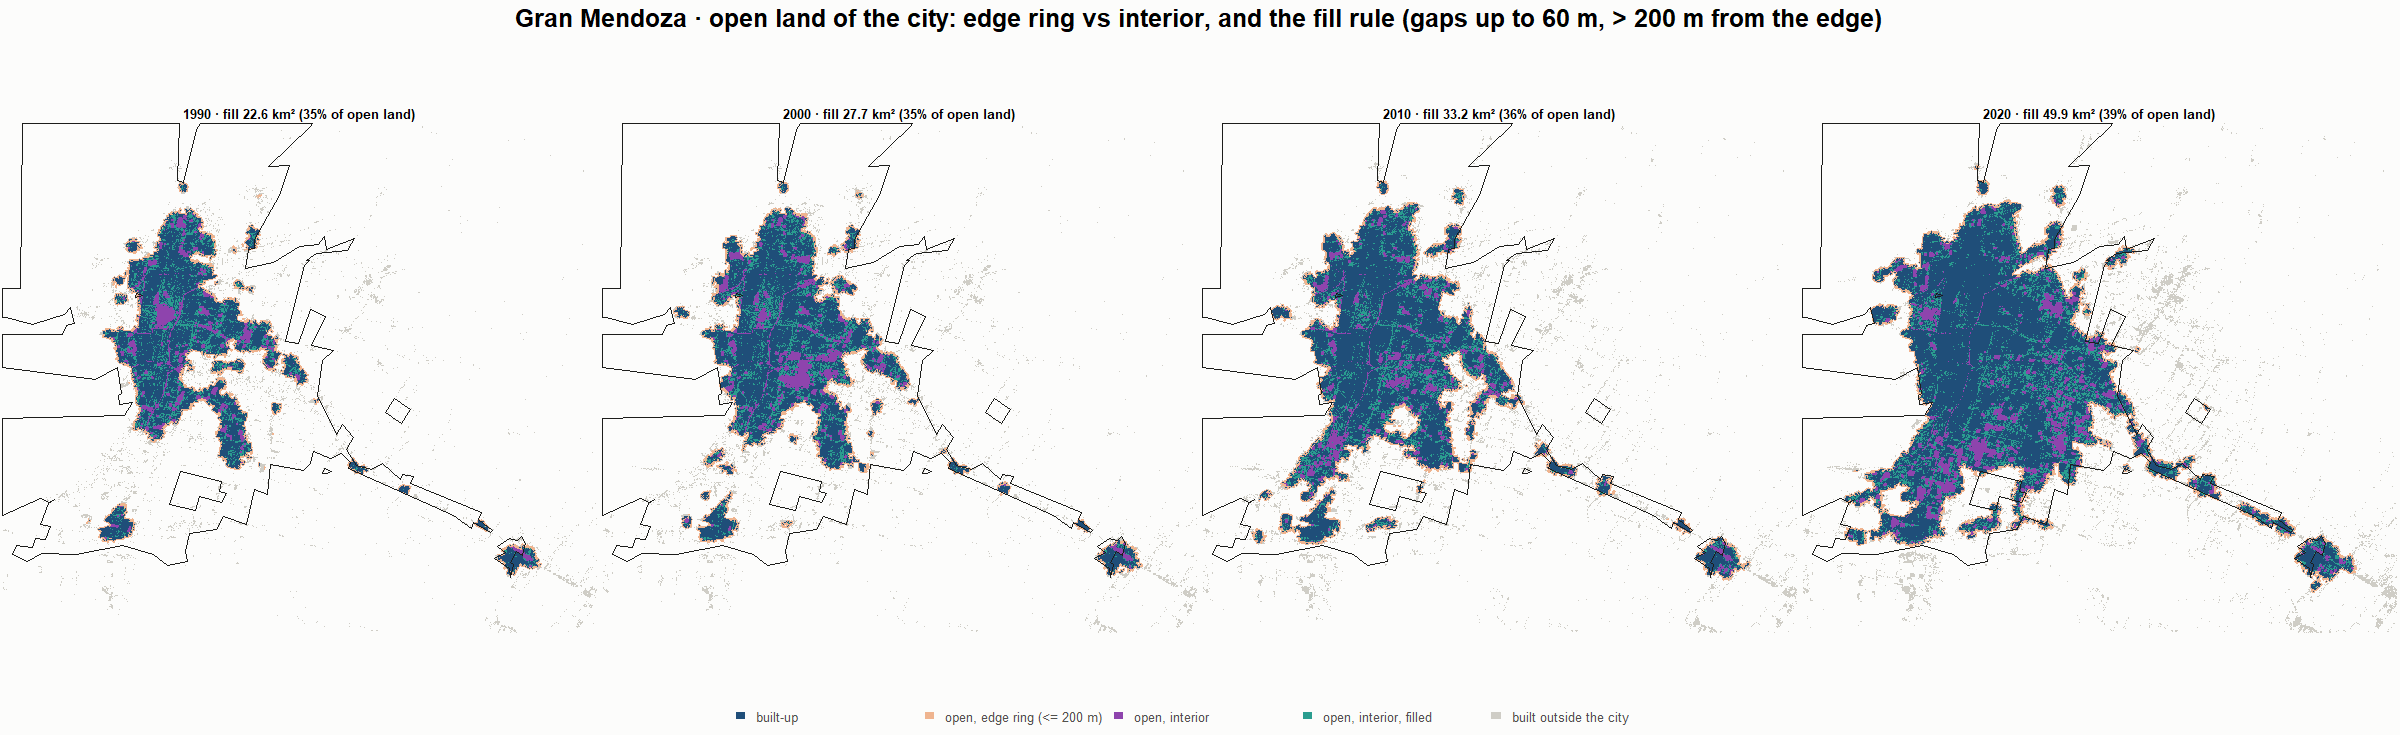 Gran Mendoza · open land of the city: edge ring vs interior, and the fill rule (gaps up to 60 m, > 200 m from the edge)
1990 · fill 22.6 km² (35% of open land)
2000 · fill 27.7 km² (35% of open land)
2010 · fill 33.2 km² (36% of open land)
2020 · fill 49.9 km² (39% of open land)
built-up
open, edge ring (<= 200 m)
open, interior
open, interior, filled
built outside the city